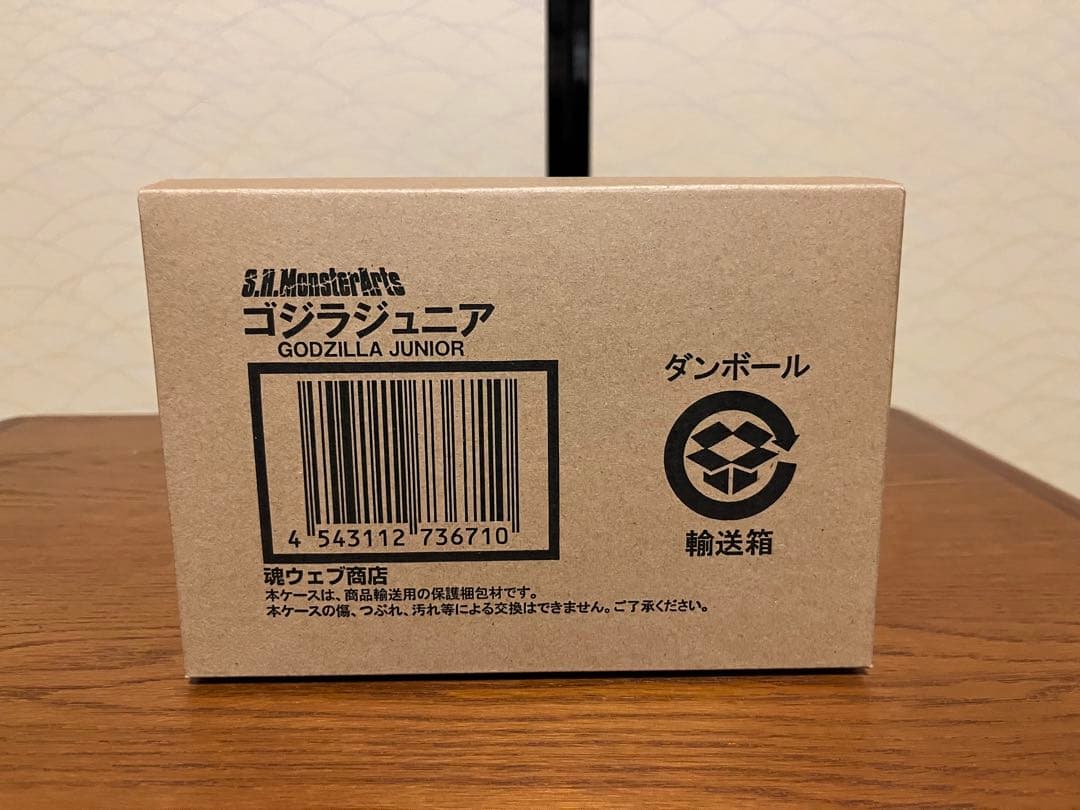 S.H.MonsterArts
ゴジラジュニア
GODZILLA JUNIOR
4 543112 736710
魂ウェブ商店
本ケースは、商品輸送用の保護梱包材です。
本ケースの傷、つぶれ、汚れ等による交換はできません。ご了承ください。
ダンボール
輸送箱